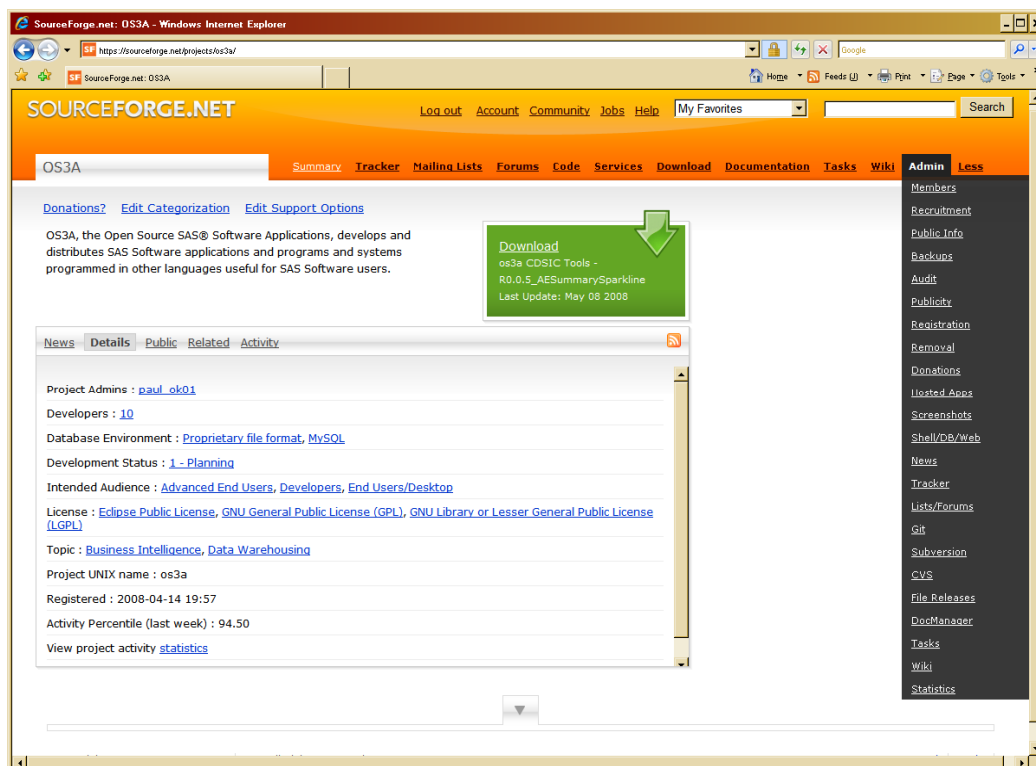 SourceForge.net: OS3A - Windows Internet Explorer
SF https://sourceforge.net/projects/os3a/
Google
SF SourceForge.net: OS3A
Home Feeds (J) Print Page Tools
SOURCEFORGE.NET
Log out Account Community Jobs Help My Favorites Search
OS3A
Summary Tracker Mailing Lists Forums Code Services Download Documentation Tasks Wiki Admin Less
Members
Recruitment
Public Info
Backups
Audit
Publicity
Registration
Removal
Donations
Hosted Apps
Screenshots
Shell/DB/Web
News
Tracker
Lists/Forums
Git
Subversion
CVS
File Releases
DocManager
Tasks
Wiki
Statistics
Donations? Edit Categorization Edit Support Options
OS3A, the Open Source SAS® Software Applications, develops and
distributes SAS Software applications and programs and systems
programmed in other languages useful for SAS Software users.
Download
os3a CDSIC Tools -
R0.0.5_AESummarySparkline
Last Update: May 08 2008
News Details Public Related Activity
Project Admins : paul_ok01
Developers : 10
Database Environment : Proprietary file format, MySQL
Development Status : 1 - Planning
Intended Audience : Advanced End Users, Developers, End Users/Desktop
License : Eclipse Public License, GNU General Public License (GPL), GNU Library or Lesser General Public License
(LGPL)
Topic : Business Intelligence, Data Warehousing
Project UNIX name : os3a
Registered : 2008-04-14 19:57
Activity Percentile (last week) : 94.50
View project activity statistics